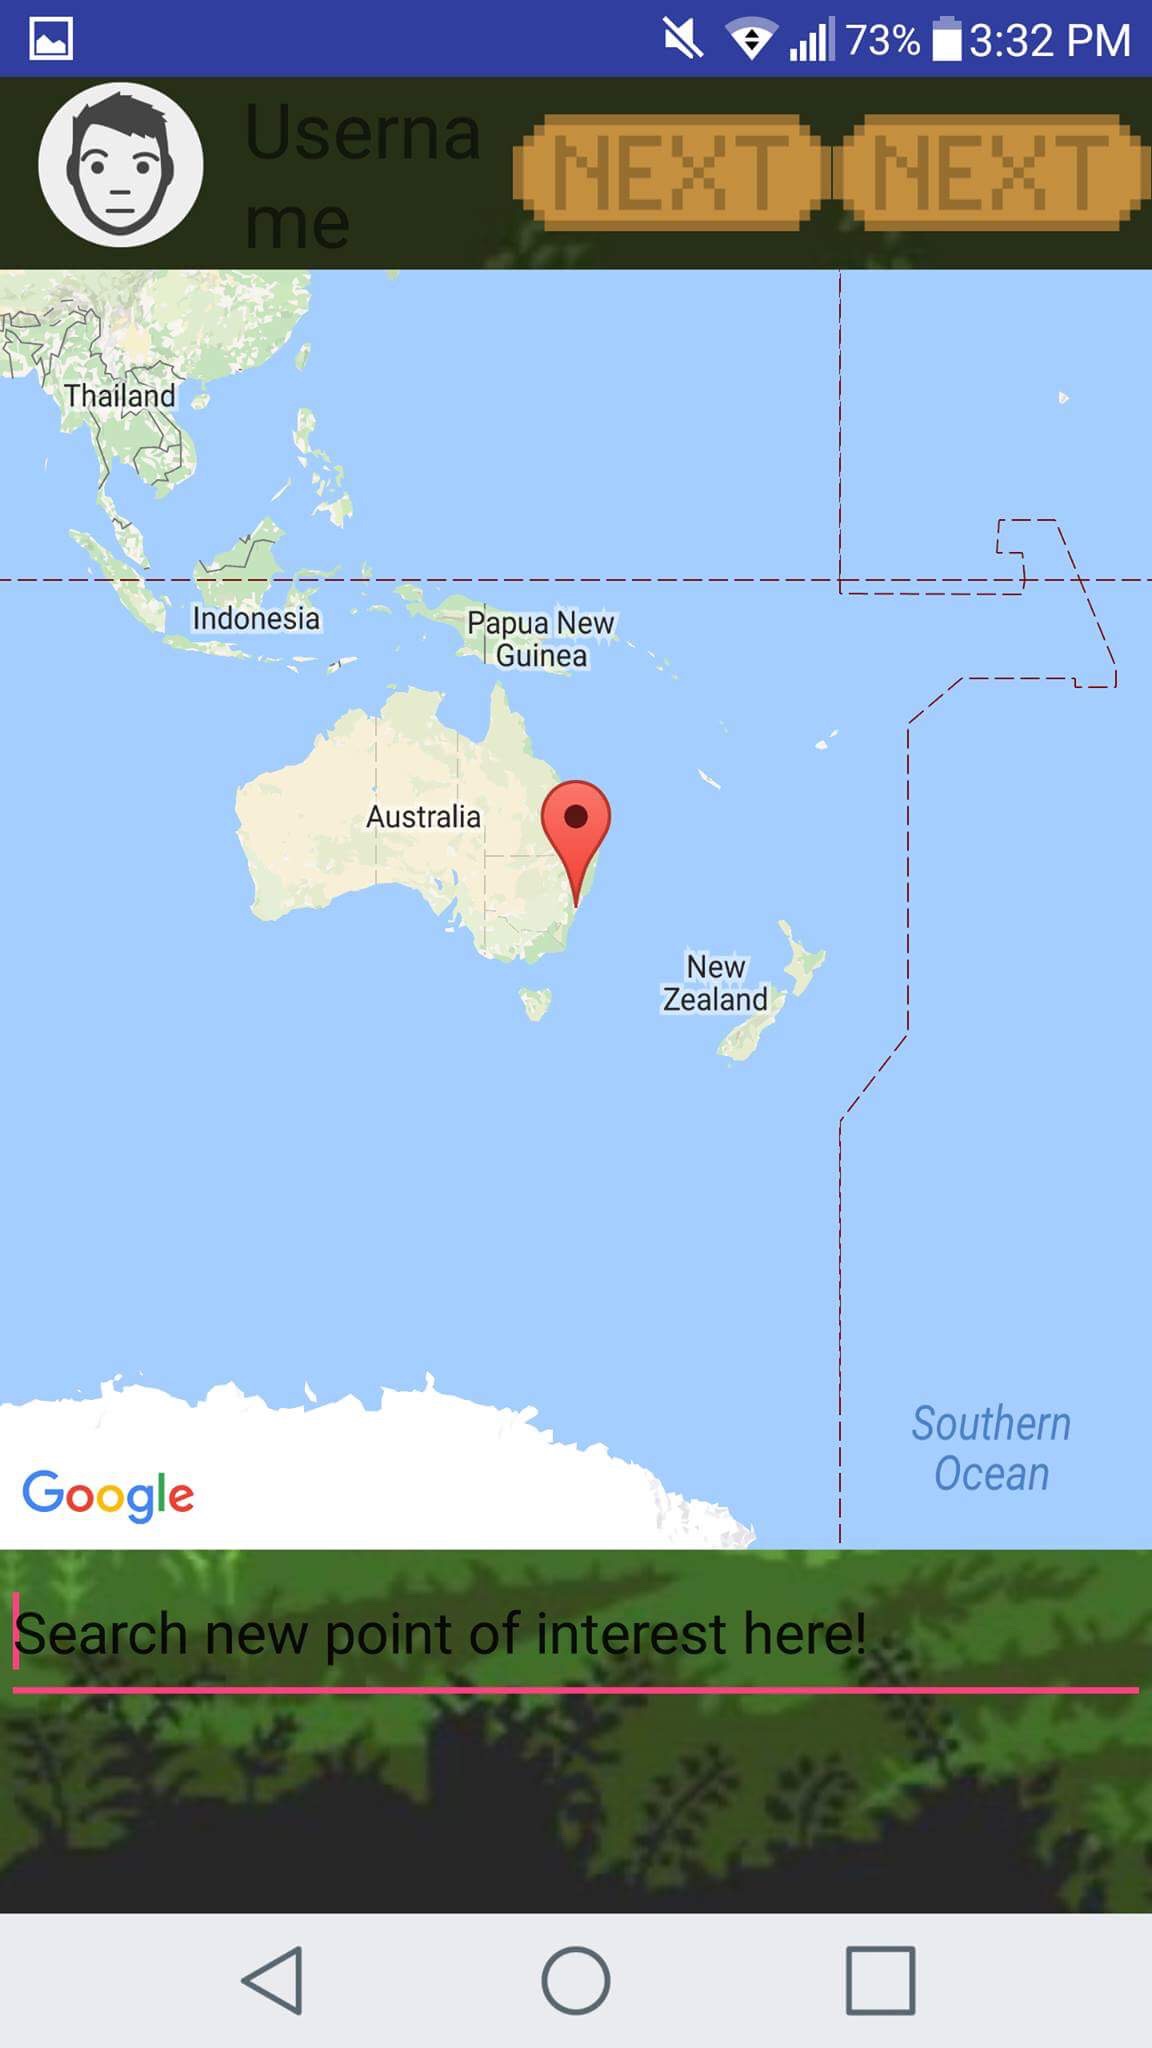 73% 3:32 PM
Userna
me
NEXT NEXT
Thailand
Indonesia
Papua New
Guinea
Australia
New
Zealand
Southern
Ocean
Google
Search new point of interest here!